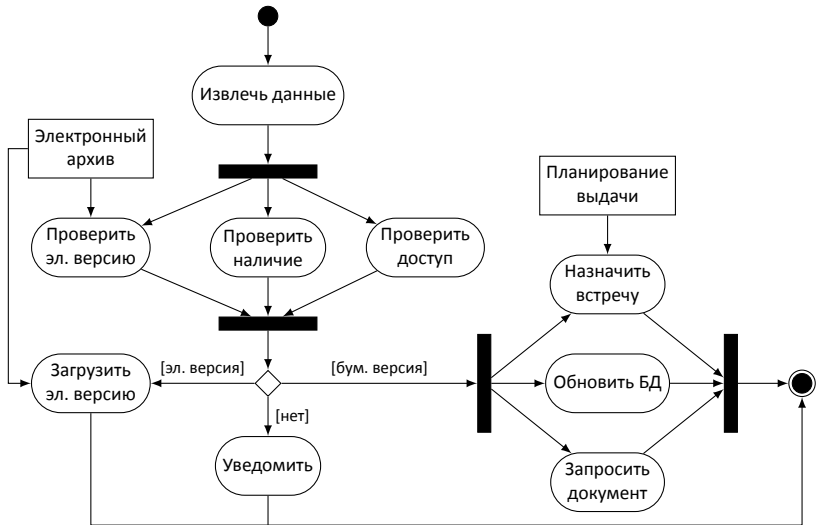 Извлечь данные
Электронный
архив
Планирование
выдачи
Проверить
эл. версию
Проверить
наличие
Проверить
доступ
Назначить
встречу
[эл. версия]
[бум. версия]
Загрузить
эл. версию
Обновить БД
[нет]
Уведомить
Запросить
документ